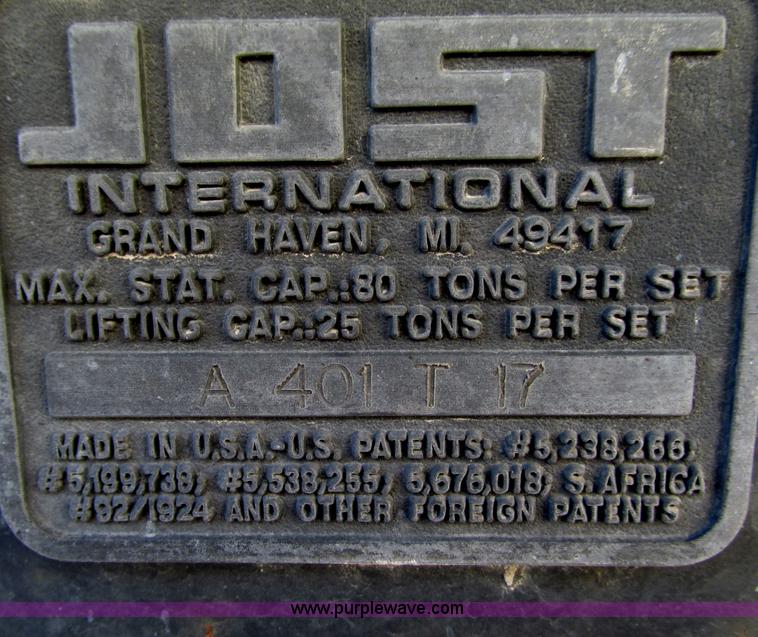 JOST
INTERNATIONAL
GRAND HAVEN, MI. 49417
MAX. STAT. CAP.:80 TONS PER SET
LIFTING CAP.:25 TONS PER SET
A 401 T 17
MADE IN U.S.A.-U.S. PATENTS: #5,238,266,
#5,199,738, #5,538,255, 5,676,018, S. AFRICA
#92/1924 AND OTHER FOREIGN PATENTS
www.purplewave.com